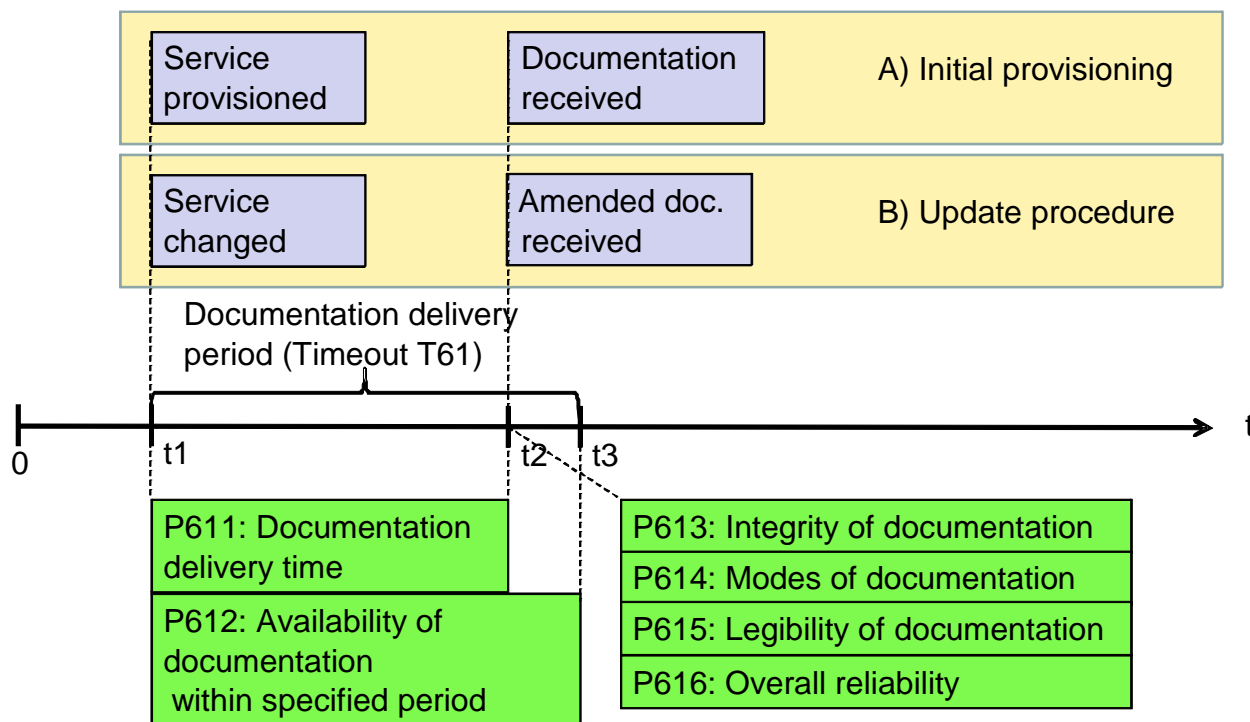 Service
provisioned
Documentation
received
A) Initial provisioning
Service
changed
Amended doc.
received
B) Update procedure
Documentation delivery
period (Timeout T61)
t
0
t1
t2
t3
P611: Documentation
delivery time
P612: Availability of
documentation
within specified period
P613: Integrity of documentation
P614: Modes of documentation
P615: Legibility of documentation
P616: Overall reliability